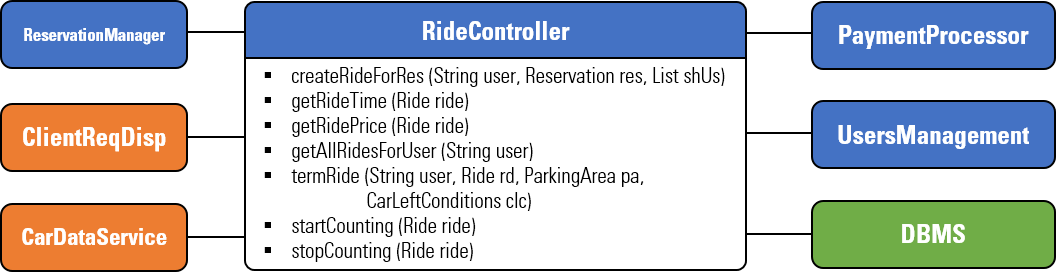 ReservationManager
ClientReqDisp
CarDataService
RideController
▪ createRideForRes (String user, Reservation res, List shUs)
▪ getRideTime (Ride ride)
▪ getRidePrice (Ride ride)
▪ getAllRidesForUser (String user)
▪ termRide (String user, Ride rd, ParkingArea pa,
CarLeftConditions clc)
▪ startCounting (Ride ride)
▪ stopCounting (Ride ride)
PaymentProcessor
UsersManagement
DBMS